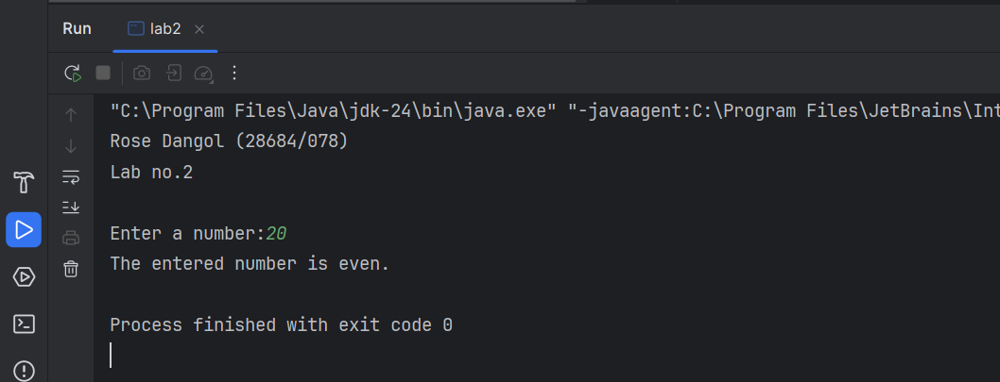 Run
lab2
"C:\Program Files\Java\jdk-24\bin\java.exe" "-javaagent:C:\Program Files\JetBrains\Int
Rose Dangol (28684/078)
Lab no.2
Enter a number:20
The entered number is even.
Process finished with exit code 0